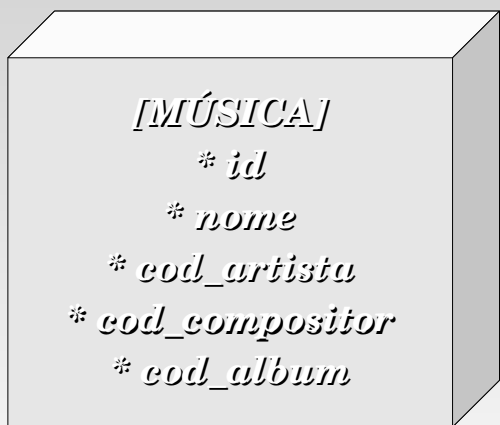 [MÚSICA]
* id
* nome
* cod_artista
* cod_compositor
* cod_album